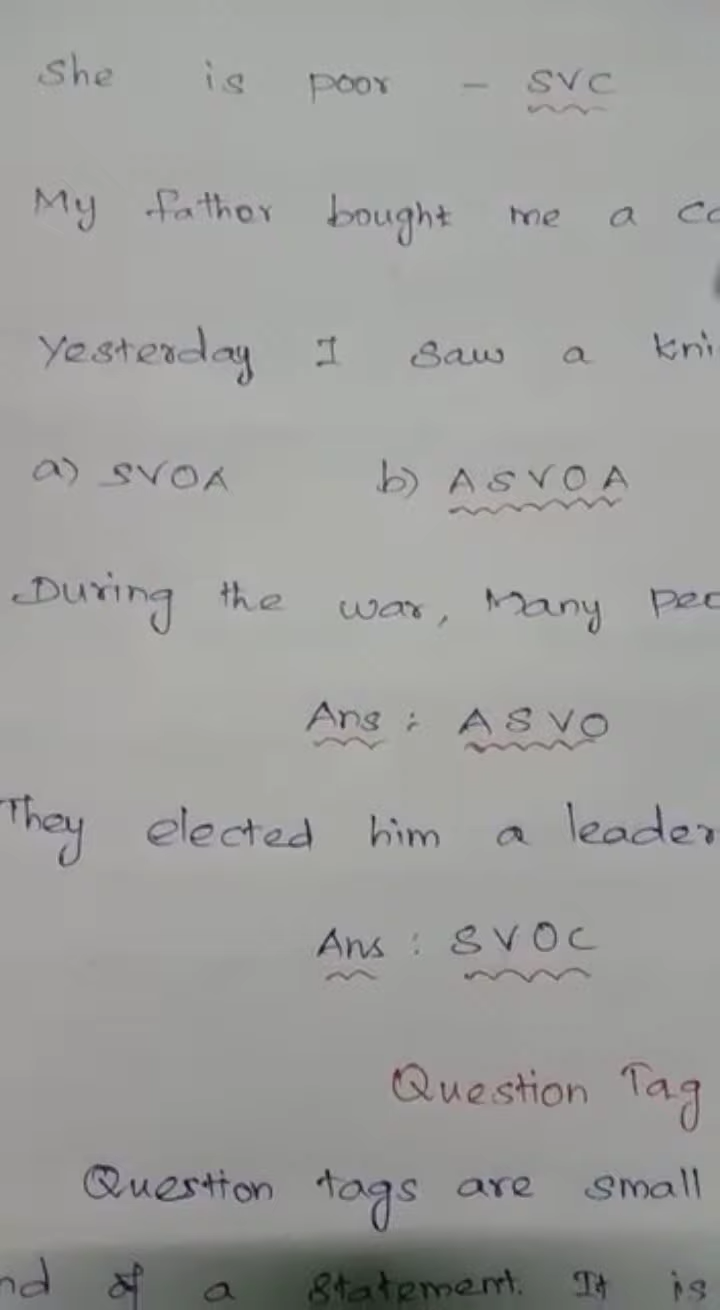 She is poor - SVC
My father bought me a
Yesterday I saw a
a) SVOA b) ASVOA
During the war, Many
Ans : ASVO
They elected him a leader
Ans : SVOC
Question Tag
Question tags are small
of a statement. It is